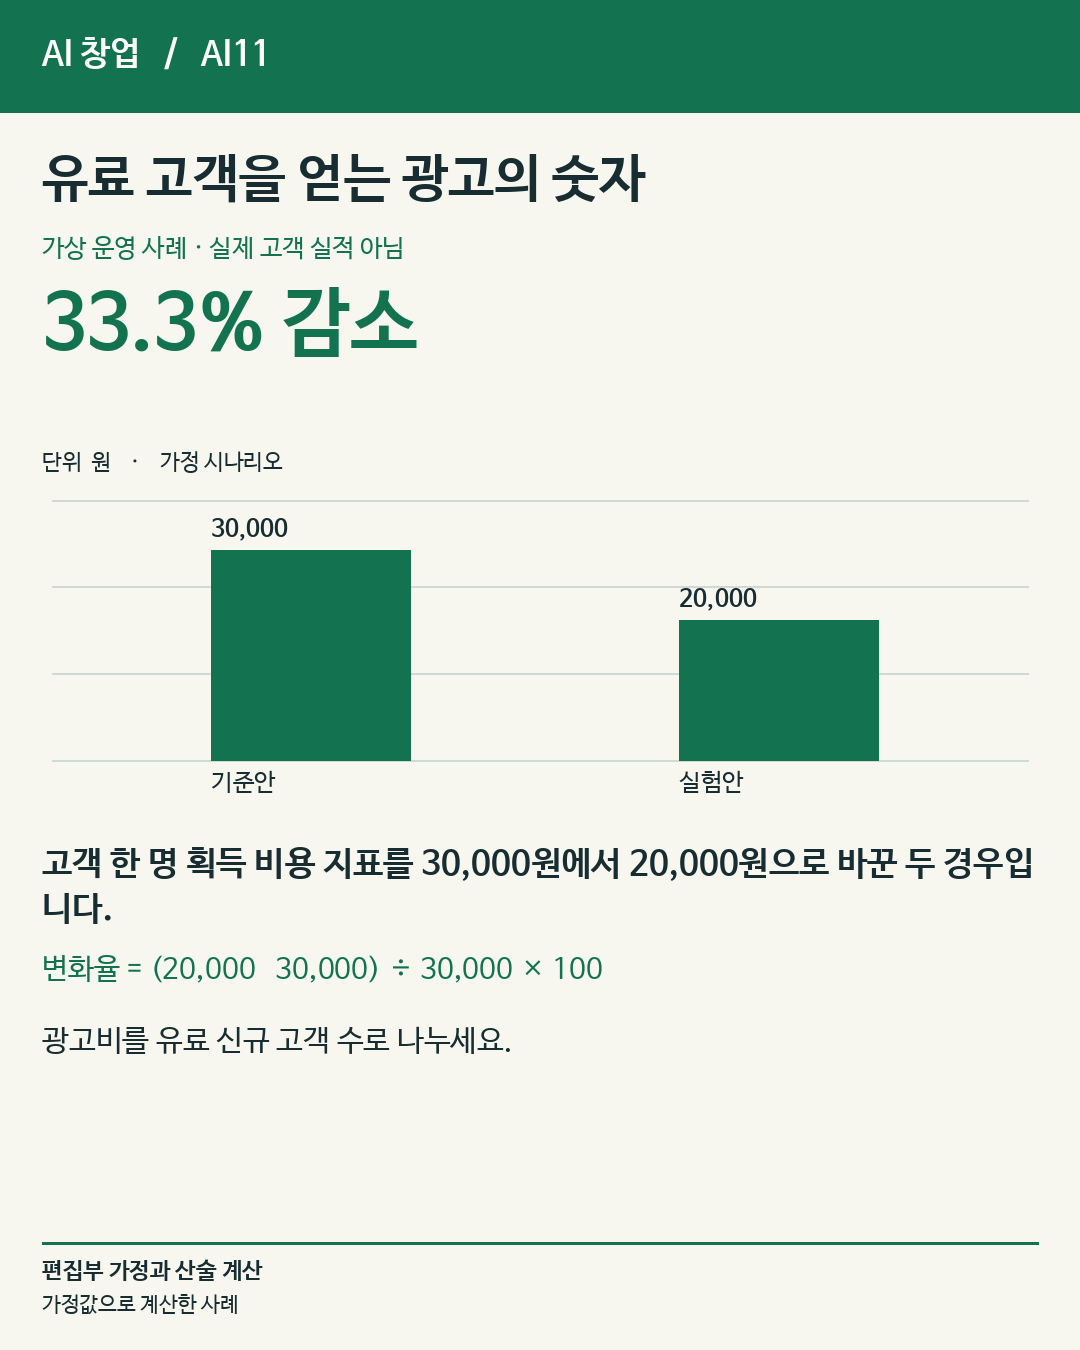 AI 창업 / AI11
유료 고객을 얻는 광고의 숫자
가상 운영 사례 · 실제 고객 실적 아님
33.3% 감소
단위 원 · 가정 시나리오
30,000
20,000
기준안
실험안
고객 한 명 획득 비용 지표를 30,000원에서 20,000원으로 바꾼 두 경우입
니다.
변화율 = (20,000 30,000) ÷ 30,000 × 100
광고비를 유료 신규 고객 수로 나누세요.
편집부 가정과 산술 계산
가정값으로 계산한 사례